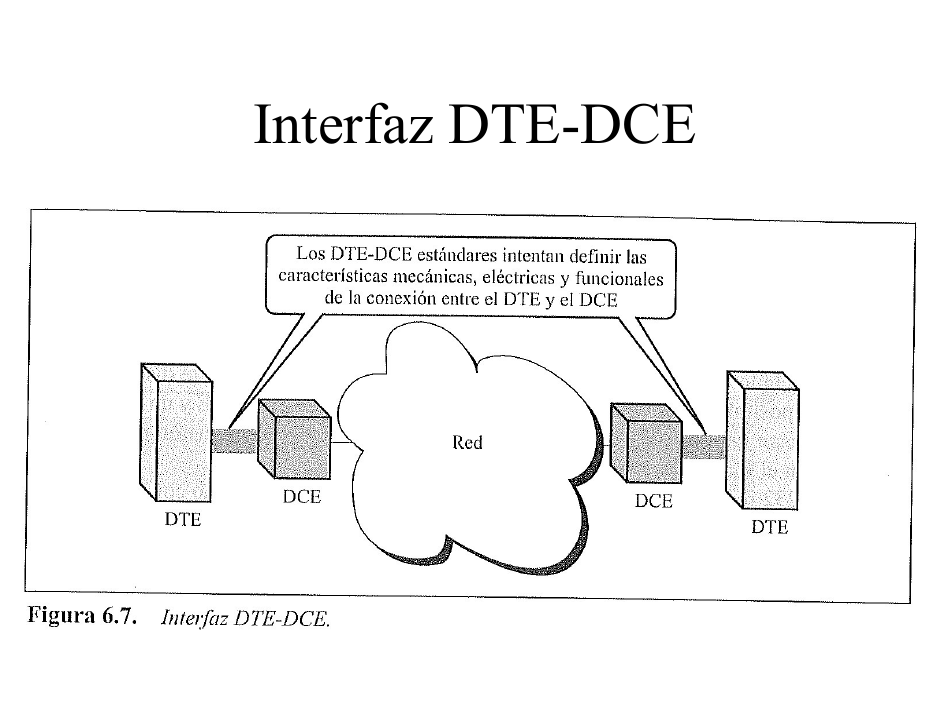 Interfaz DTE-DCE
Los DTE-DCE estándares intentan definir las
características mecánicas, eléctricas y funcionales
de la conexión entre el DTE y el DCE
Red
DCE
DCE
DTE
DTE
Figura 6.7. Interfaz DTE-DCE.